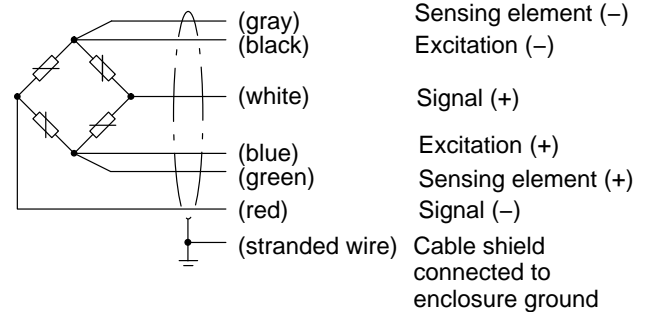 (gray) Sensing element (−)
(black) Excitation (−)
(white) Signal (+)
(blue) Excitation (+)
(green) Sensing element (+)
(red) Signal (−)
(stranded wire) Cable shield
connected to
enclosure ground